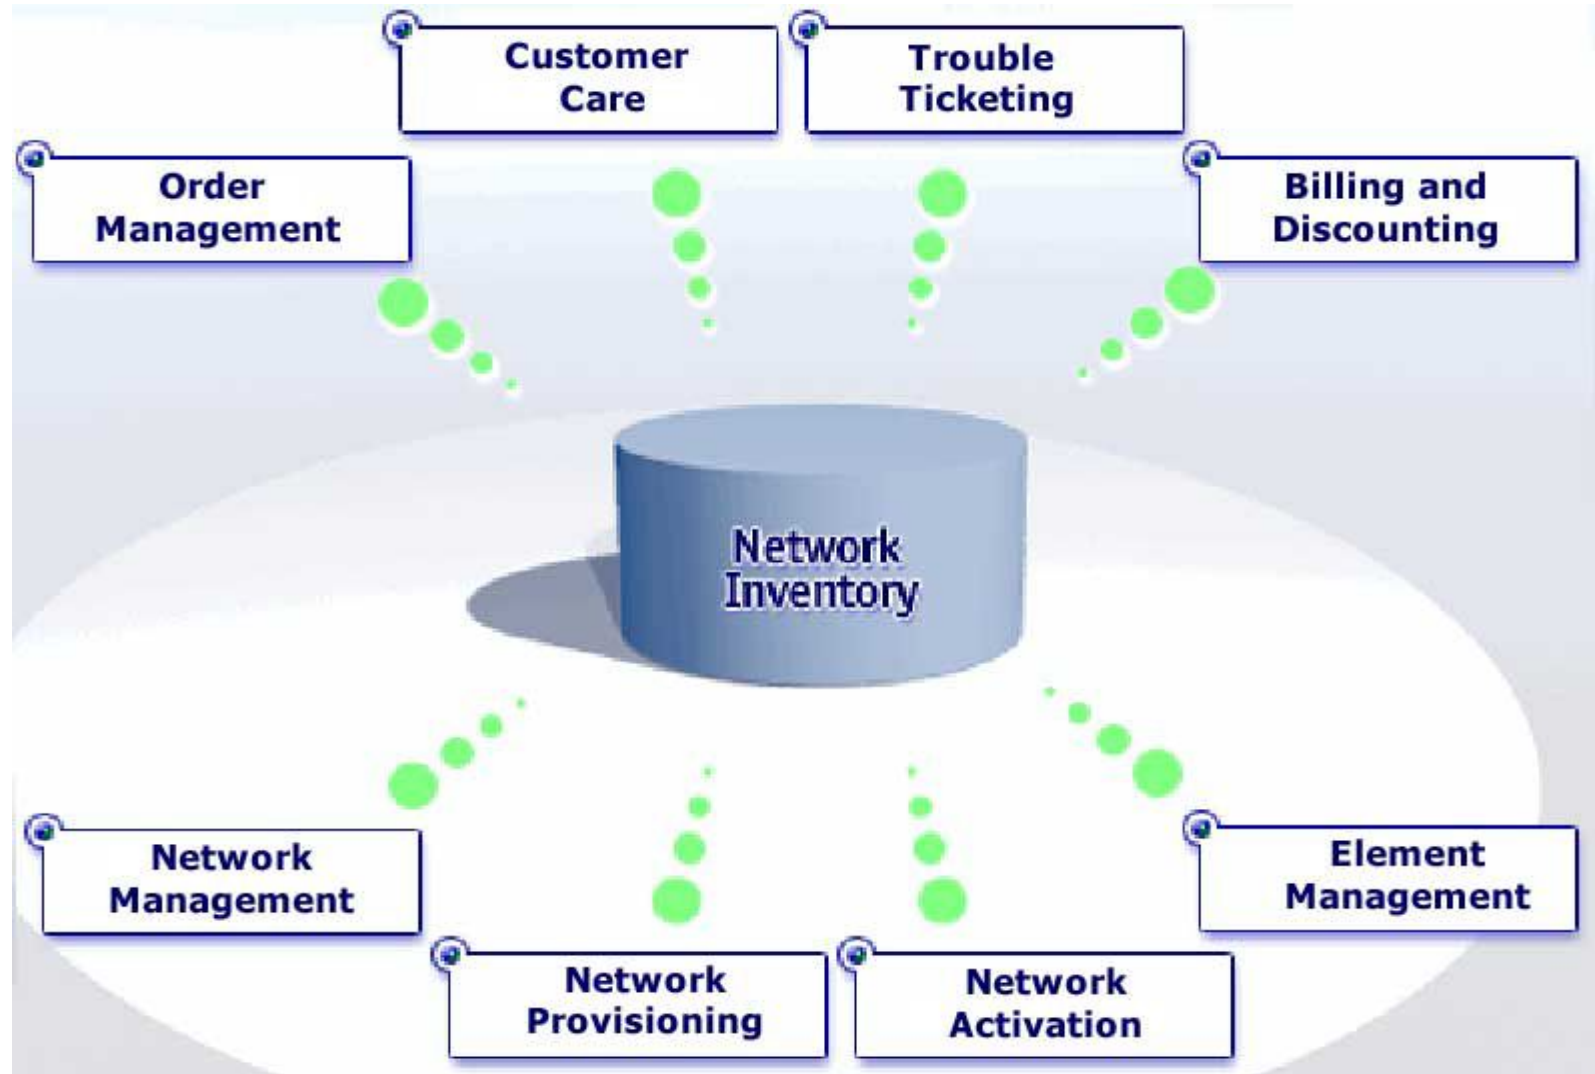 Customer
Care
Trouble
Ticketing
Order
Management
Billing and
Discounting
Network
Inventory
Network
Management
Element
Management
Network
Provisioning
Network
Activation